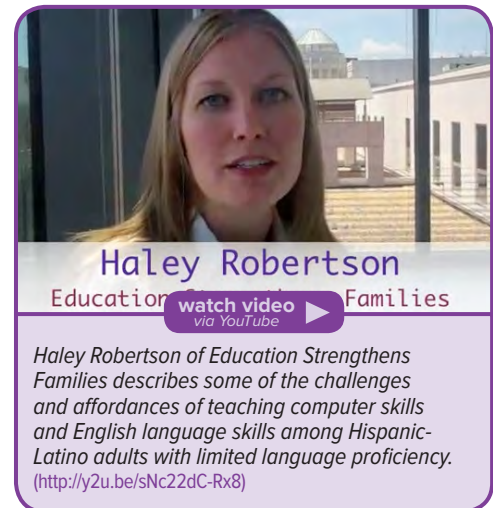 Haley Robertson
Education Families
watch video
via YouTube
Haley Robertson of Education Strengthens
Families describes some of the challenges
and affordances of teaching computer skills
and English language skills among Hispanic-
Latino adults with limited language proficiency.
(http://y2u.be/sNc22dC-Rx8)